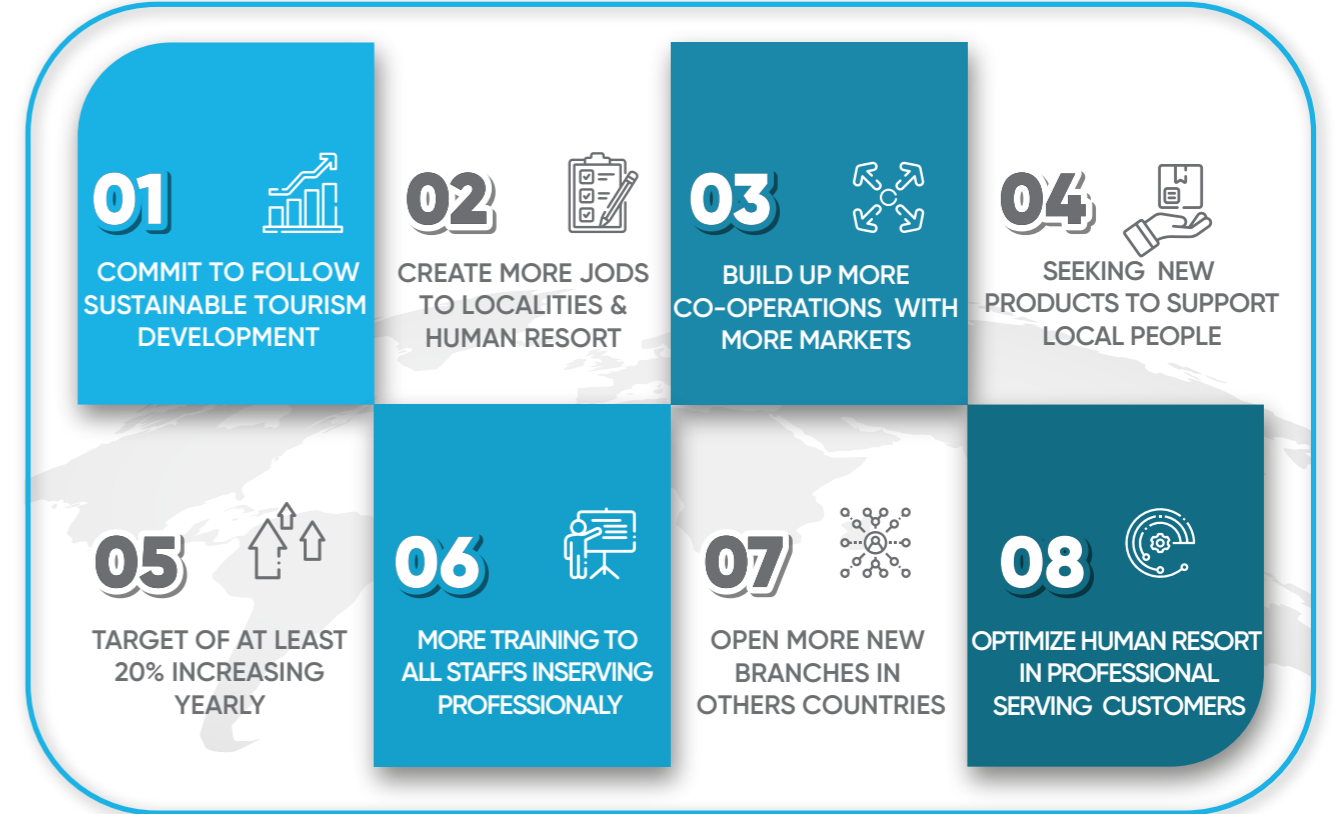 01
COMMIT TO FOLLOW
SUSTAINABLE TOURISM
DEVELOPMENT
02
CREATE MORE JODS
TO LOCALITIES &
HUMAN RESORT
03
BUILD UP MORE
CO-OPERATIONS WITH
MORE MARKETS
04
SEEKING NEW
PRODUCTS TO SUPPORT
LOCAL PEOPLE
05
TARGET OF AT LEAST
20% INCREASING
YEARLY
06
MORE TRAINING TO
ALL STAFFS INSERVING
PROFESSIONALY
07
OPEN MORE NEW
BRANCHES IN
OTHERS COUNTRIES
08
OPTIMIZE HUMAN RESORT
IN PROFESSIONAL
SERVING CUSTOMERS